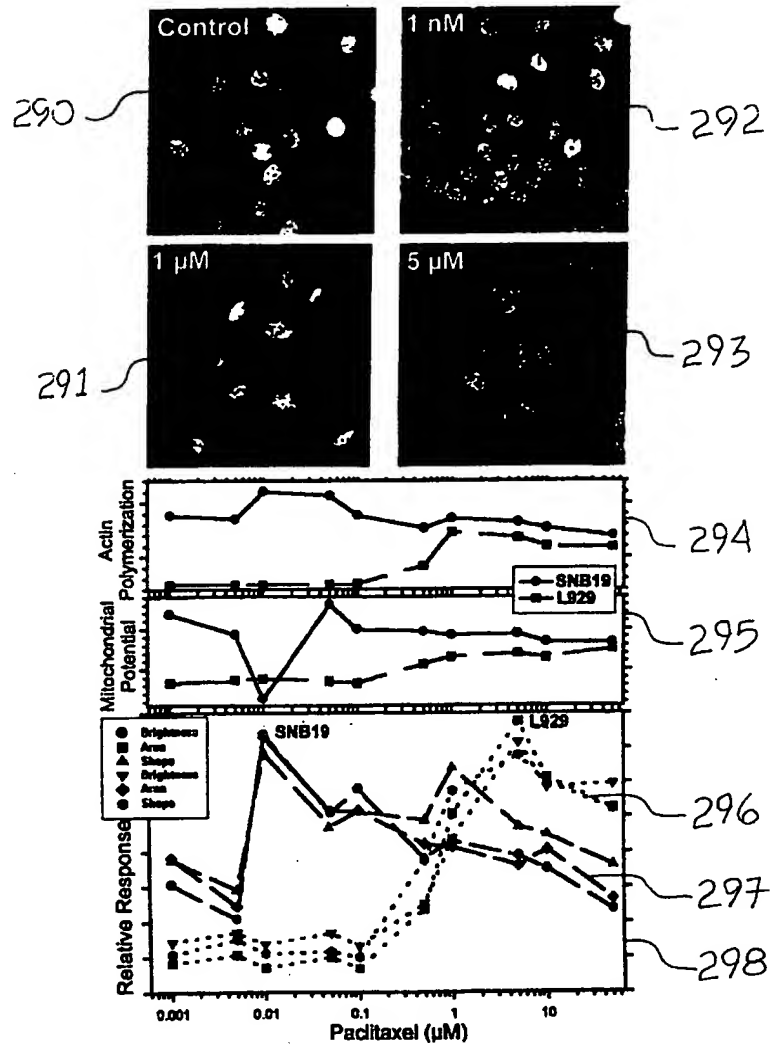 Control
1 nM
290
292
1 µM
5 µM
291
293
Actin
Polymerization
294
SNB19
L929
Mitochondrial
Potential
295
Brightness
Area
Shape
Brightness
Area
Shape
SNB19
L929
296
Relative Response
297
298
0.001
0.01
0.1
1
10
Paclitaxel (µM)